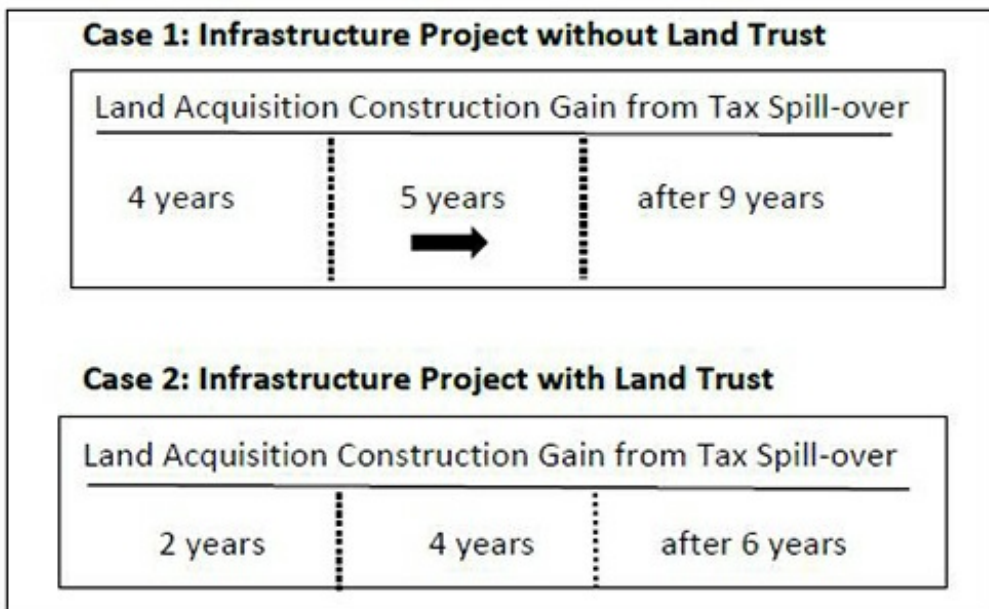 Case 1: Infrastructure Project without Land Trust
Land Acquisition Construction Gain from Tax Spill-over
4 years 5 years after 9 years
Case 2: Infrastructure Project with Land Trust
Land Acquisition Construction Gain from Tax Spill-over
2 years 4 years after 6 years